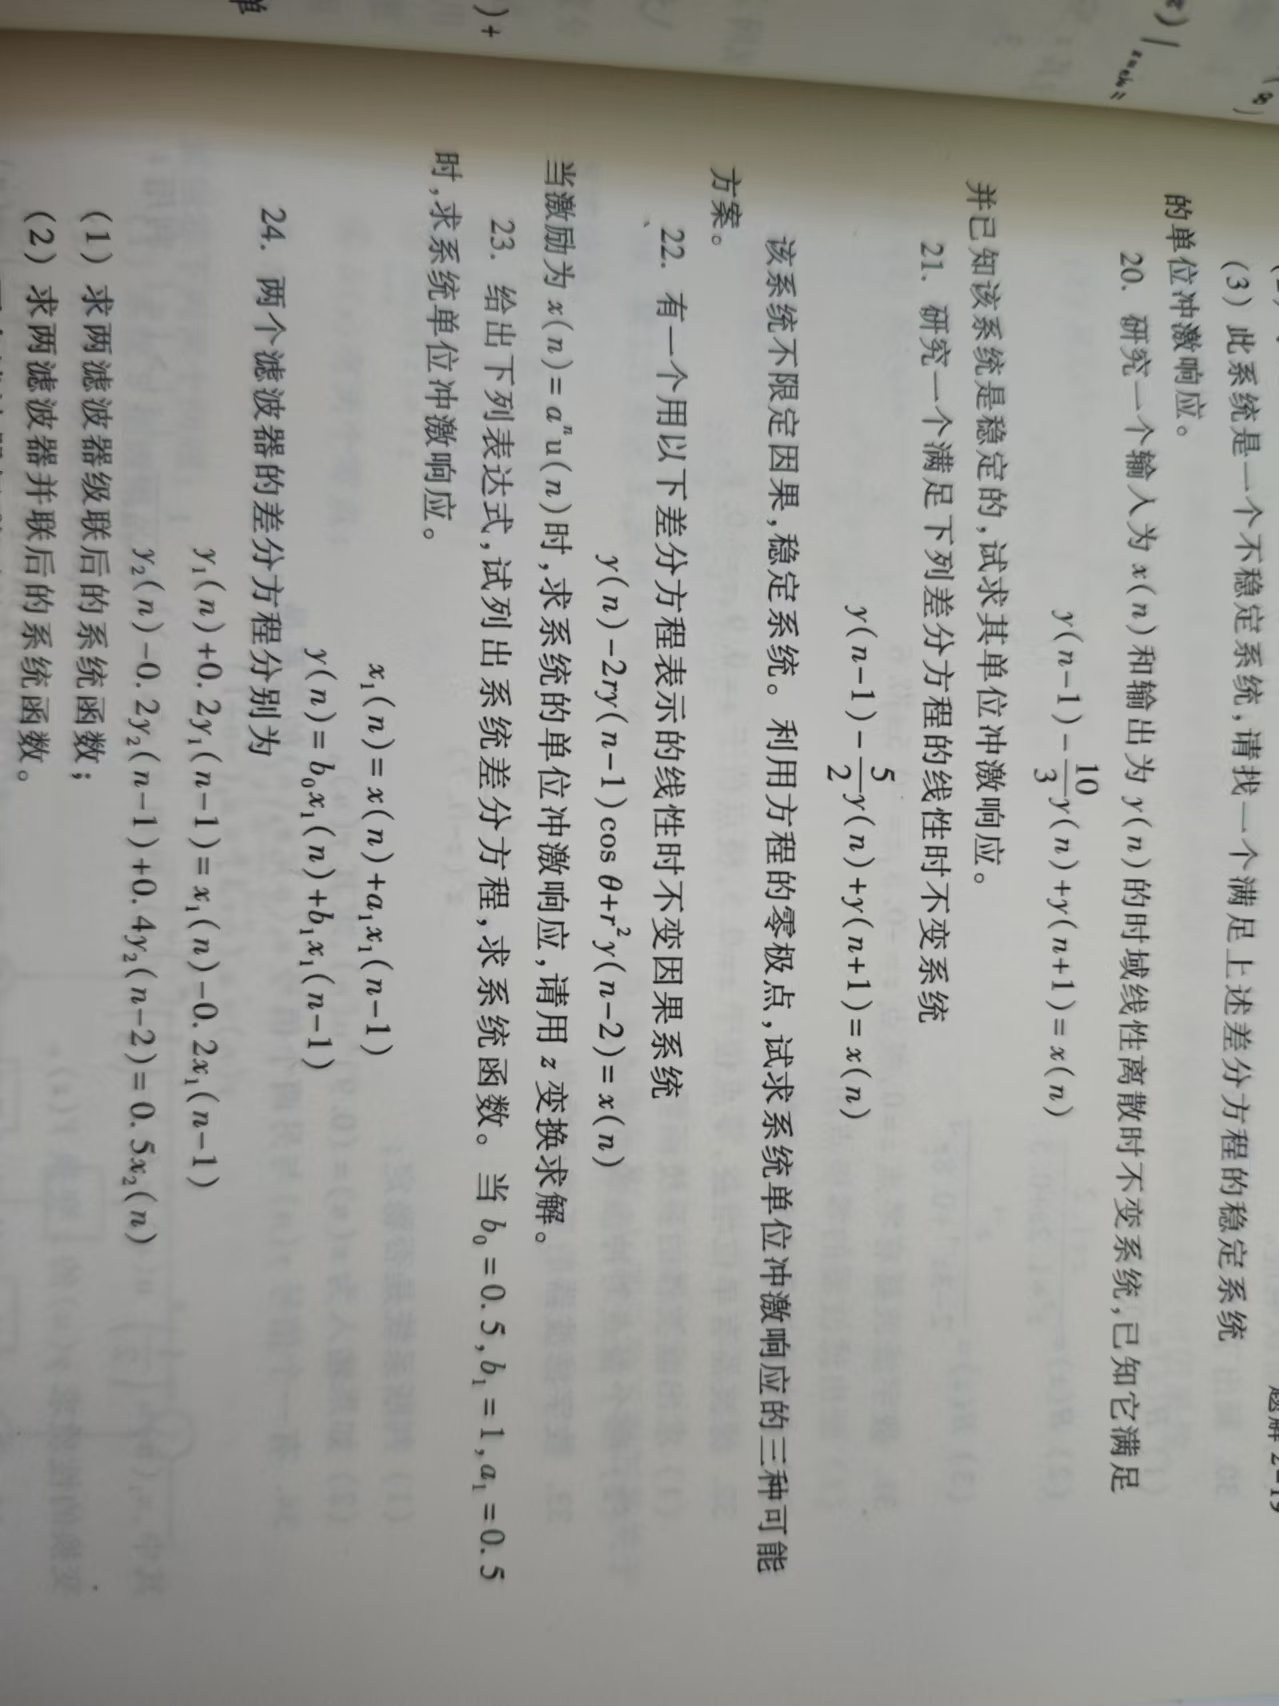 (3) 此系统是一个不稳定系统,请找一个满足上述差分方程的稳定系统
的单位冲激响应。
20. 研究一个输入为 x(n)和输出为 y(n)的时域线性离散时不变系统,已知它满足
y(n-1)-\frac{10}{3}y(n)+y(n+1)=x(n)
并已知该系统是稳定的,试求其单位冲激响应。
21. 研究一个满足下列差分方程的线性时不变系统
y(n-1)-\frac{5}{2}y(n)+y(n+1)=x(n)
该系统不限定因果,稳定系统。利用方程的零极点,试求系统单位冲激响应的三种可能
方案。
22. 有一个用以下差分方程表示的线性时不变因果系统
y(n)-2ry(n-1)cos θ+r²y(n-2)=x(n)
当激励为 x(n)=aⁿu(n)时,求系统的单位冲激响应,请用 z 变换求解。
23. 给出下列表达式,试列出系统差分方程,求系统函数。当 b₀=0.5,b₁=1,a₁=0.5
时,求系统单位冲激响应。
x₁(n)=x(n)+a₁x₁(n-1)
y(n)=b₀x₁(n)+b₁x₁(n-1)
24. 两个滤波器的差分方程分别为
y₁(n)+0.2y₁(n-1)=x₁(n)-0.2x₁(n-1)
y₂(n)-0.2y₂(n-1)+0.4y₂(n-2)=0.5x₂(n)
(1) 求两滤波器级联后的系统函数;
(2) 求两滤波器并联后的系统函数。